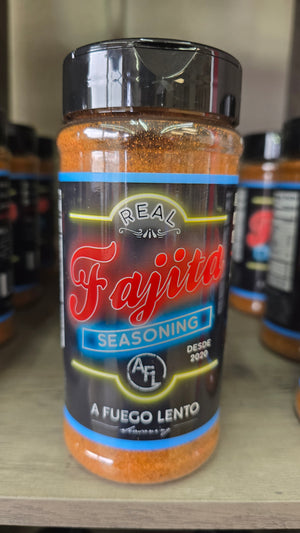 REAL
Fajita
SEASONING
DESDE
2020
AFL
A FUEGO LENTO